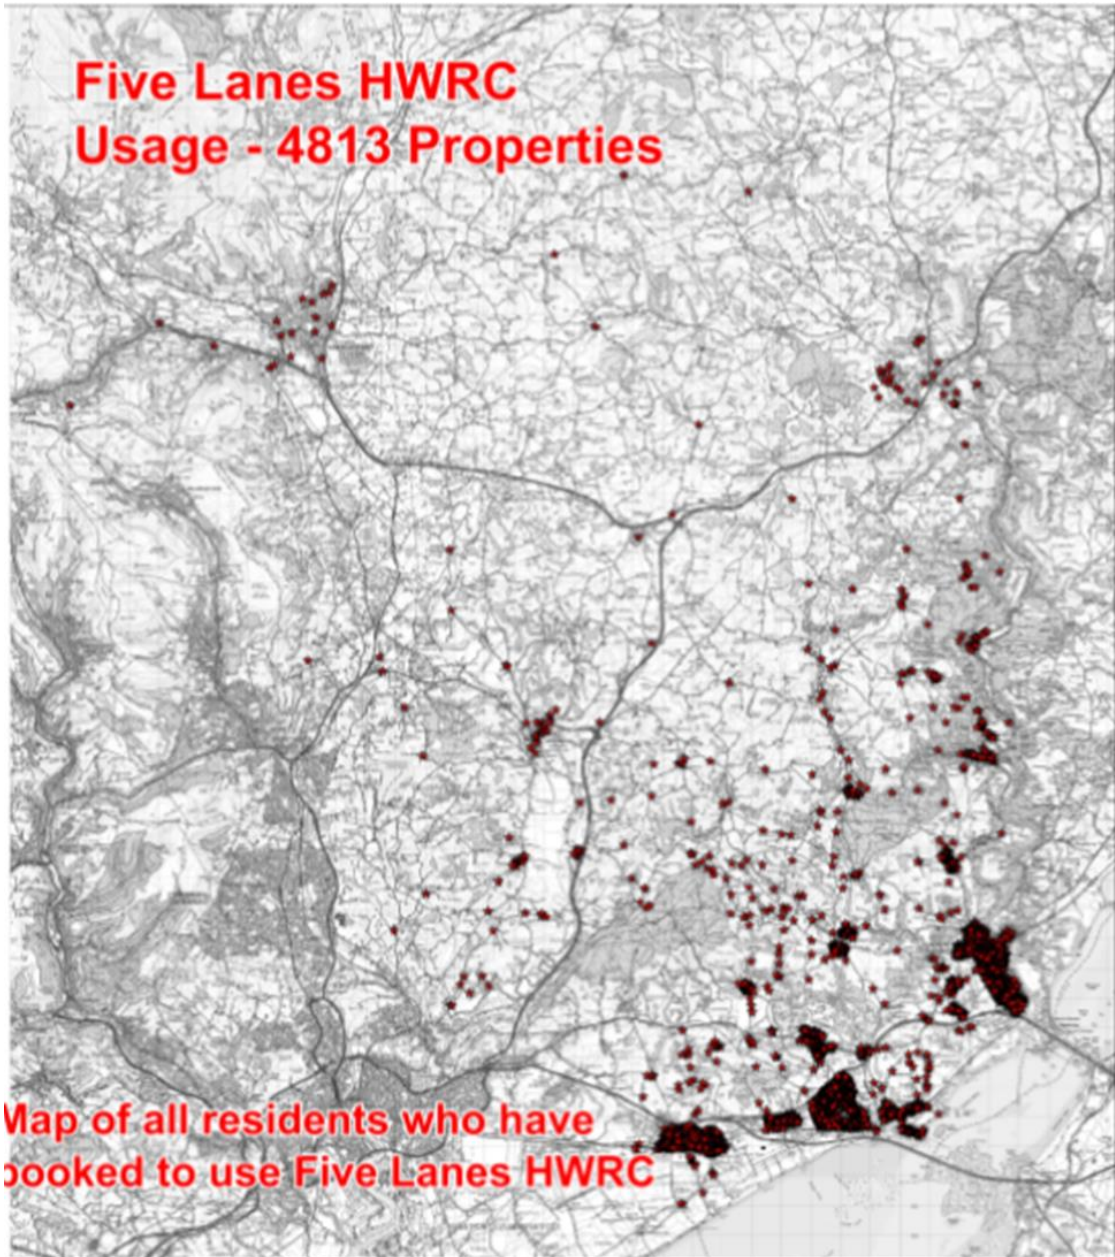 Five Lanes HWRC
Usage - 4813 Properties
Map of all residents who have
booked to use Five Lanes HWRC